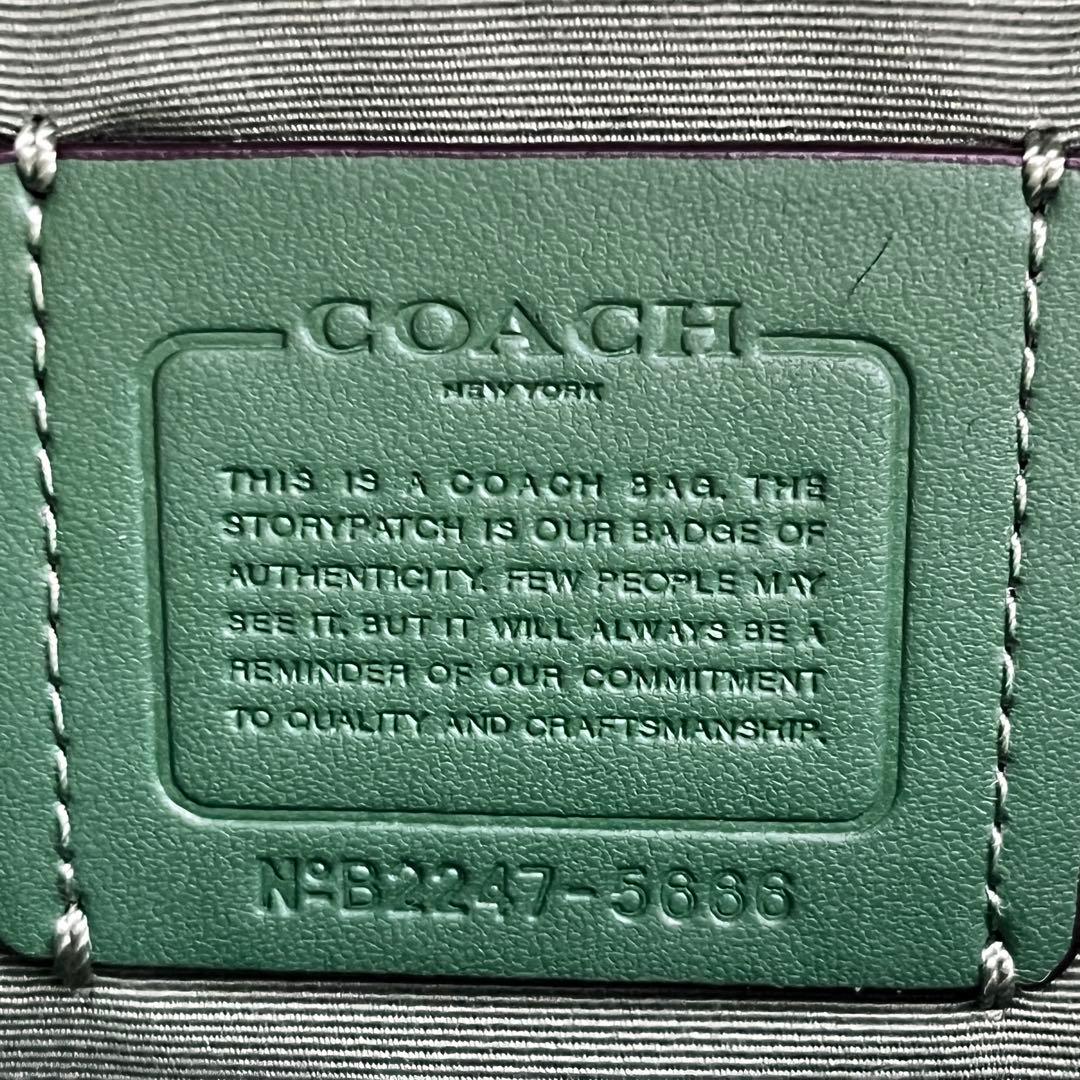 COACH
NEW YORK
THIS IS A COACH BAG. THE
STORYPATCH IS OUR BADGE OF
AUTHENTICITY. FEW PEOPLE MAY
SEE IT. BUT IT WILL ALWAYS BE A
REMINDER OF OUR COMMITMENT
TO QUALITY AND CRAFTSMANSHIP.
NºB2247-5666